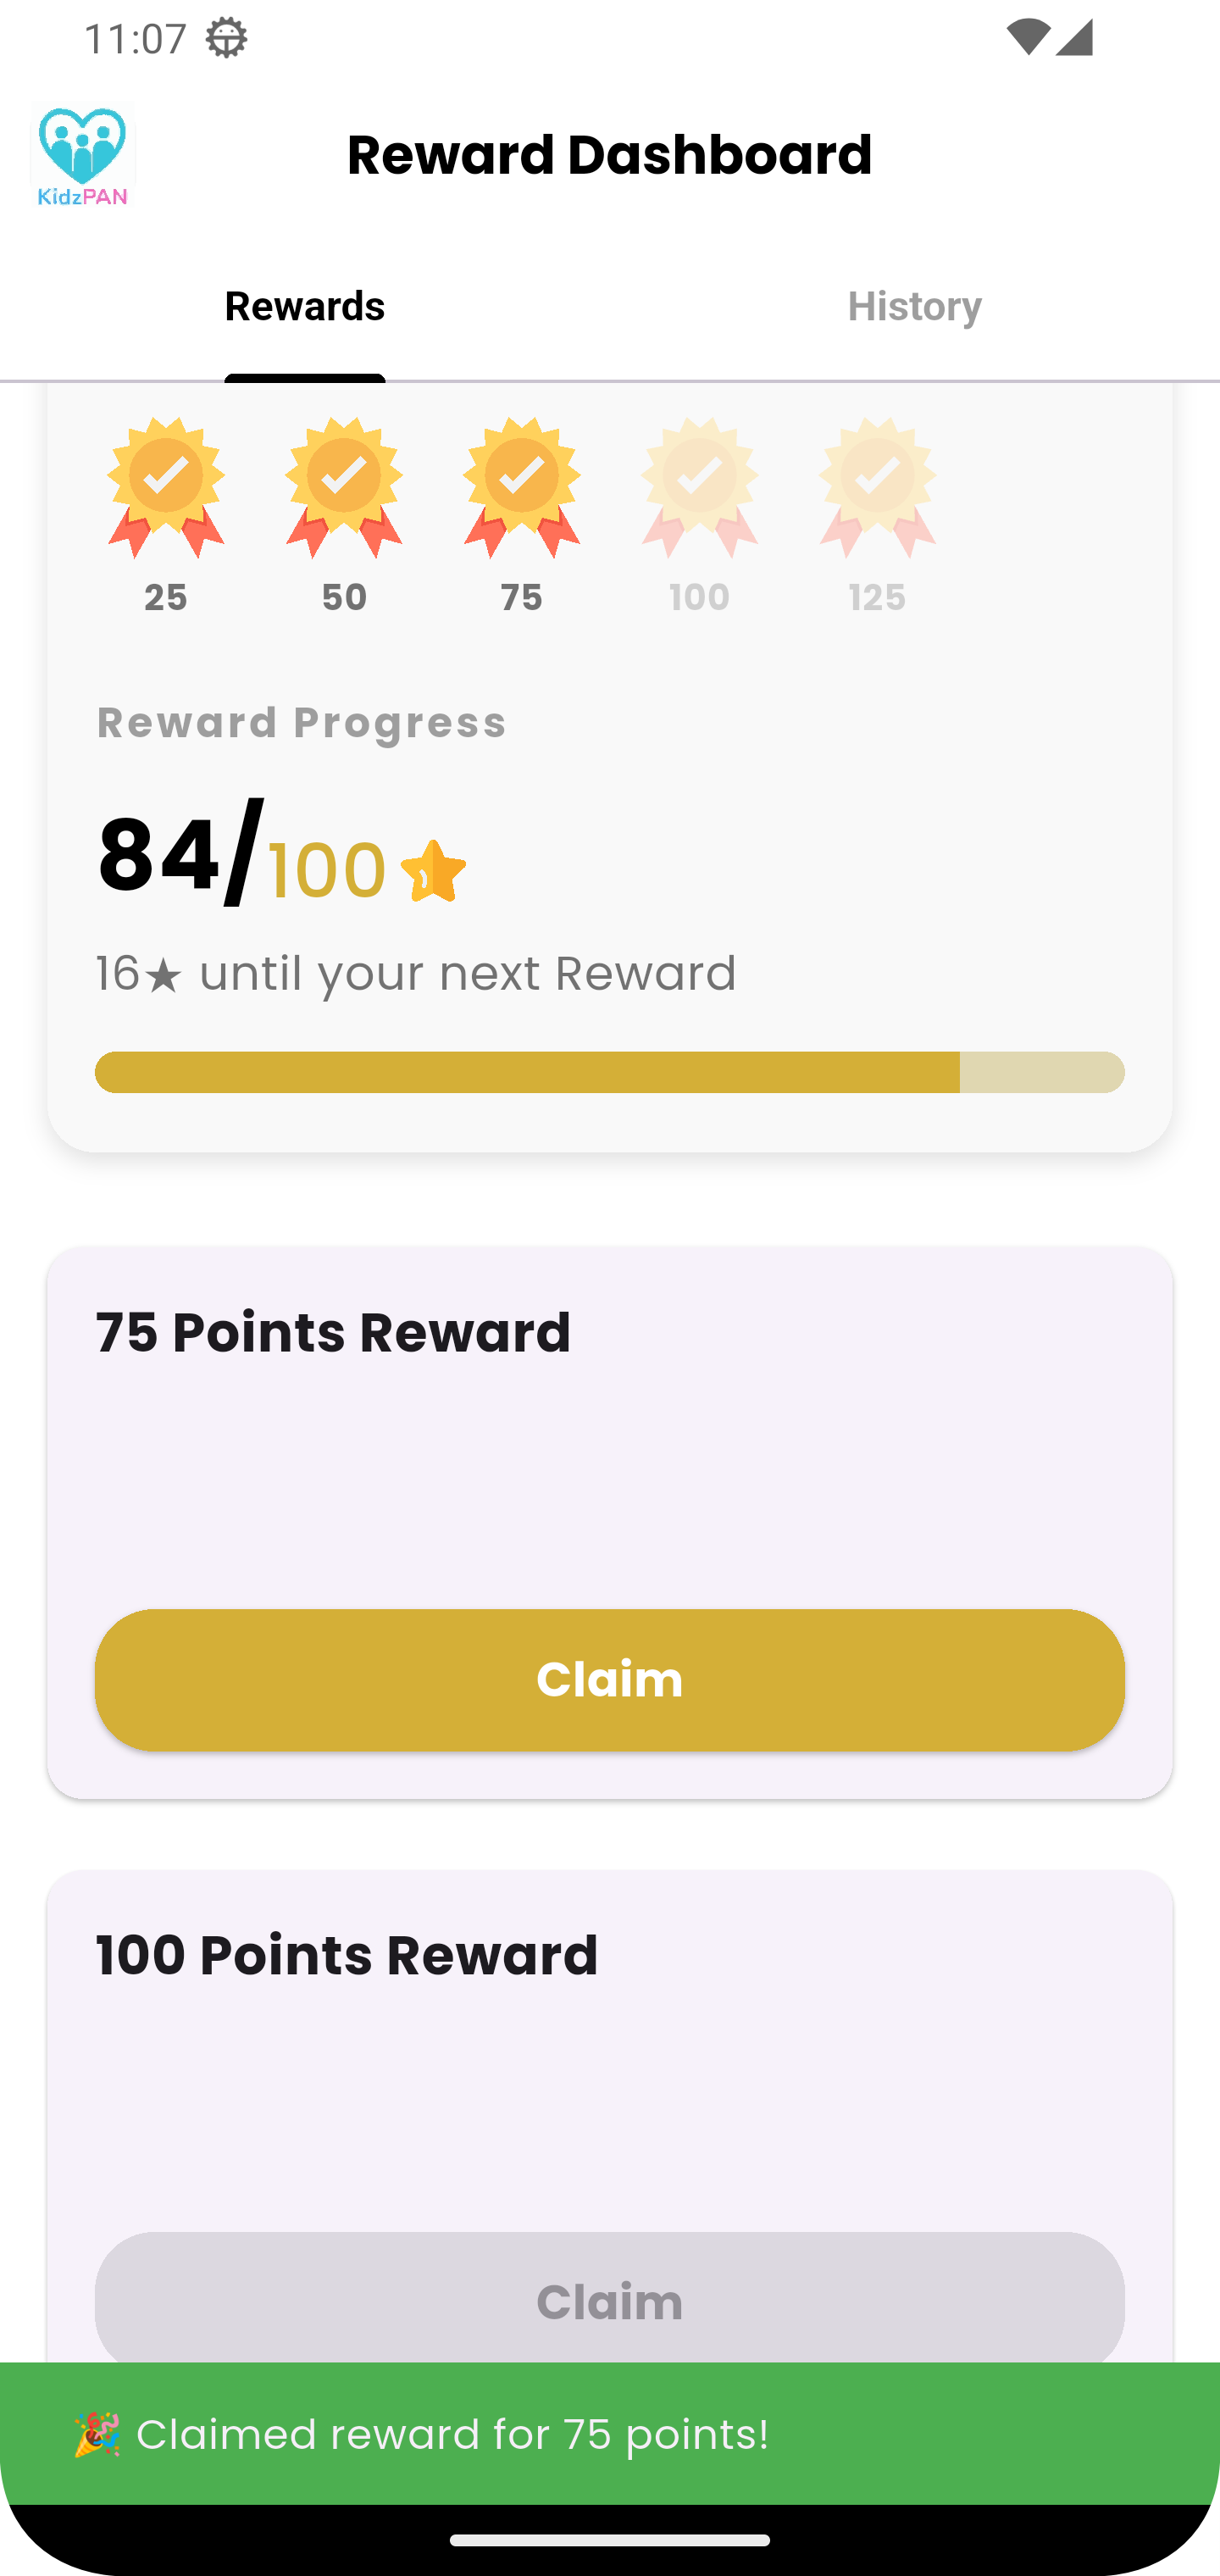 11:07
KidzPAN
Reward Dashboard
Rewards
History
25
50
75
100
125
Reward Progress
84/100
16★ until your next Reward
75 Points Reward
Claim
100 Points Reward
Claim
🎉 Claimed reward for 75 points!